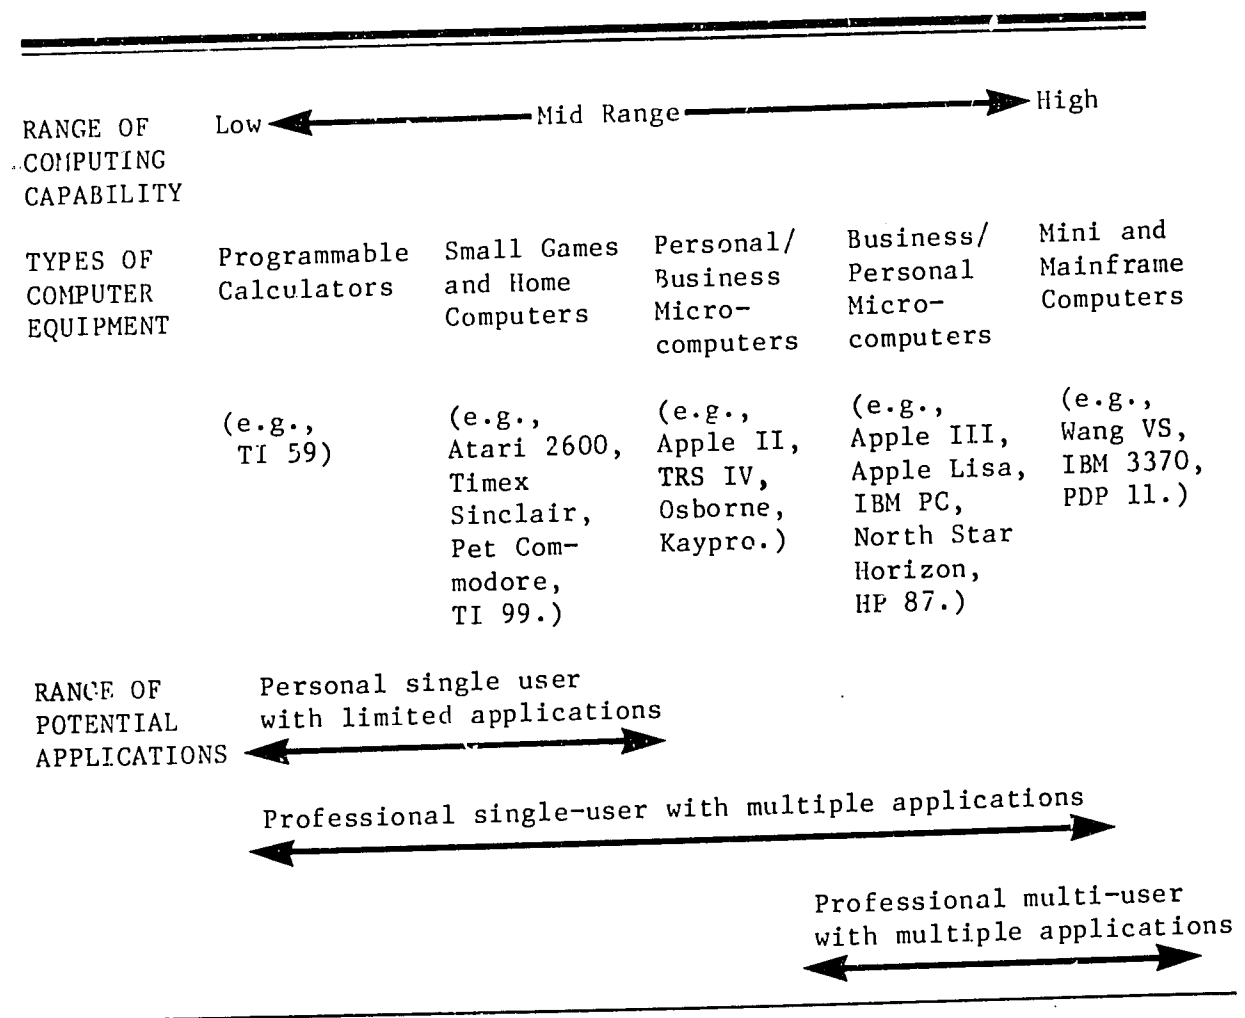 RANGE OF COMPUTING CAPABILITY
Low Mid Range High
TYPES OF COMPUTER EQUIPMENT
Programmable Calculators
Small Games and Home Computers
Personal/ Business Micro- computers
Business/ Personal Micro- computers
Mini and Mainframe Computers
(e.g., TI 59)
(e.g., Atari 2600, Timex Sinclair, Pet Com- modore, TI 99.)
(e.g., Apple II, TRS IV, Osborne, Kaypro.)
(e.g., Apple III, Apple Lisa, IBM PC, North Star Horizon, HP 87.)
(e.g., Wang VS, IBM 3370, PDP 11.)
RANGE OF POTENTIAL APPLICATIONS
Personal single user
with limited applications
Professional single-user with multiple applications
Professional multi-user
with multiple applications